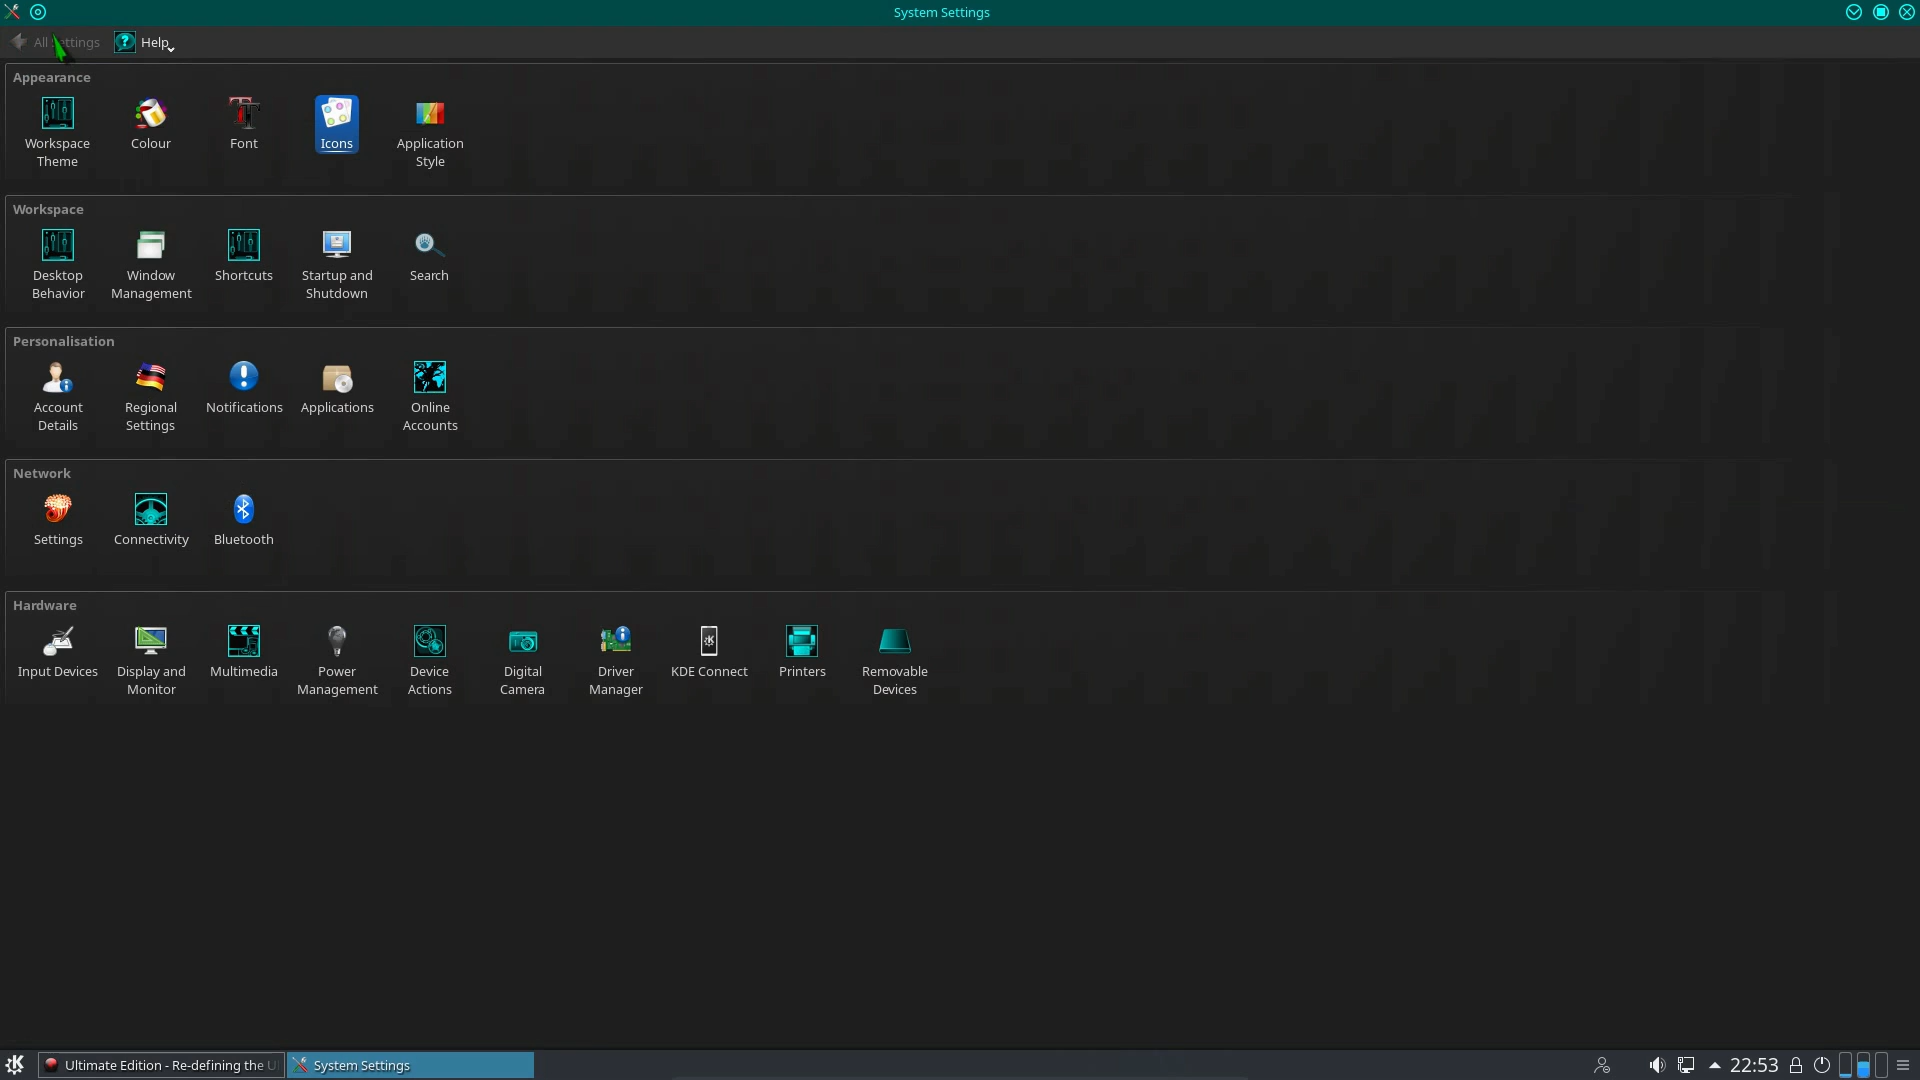 System Settings
All Settings Help
Appearance
Workspace Theme
Colour
Font
Icons
Application Style
Workspace
Desktop Behavior
Window Management
Shortcuts
Startup and Shutdown
Search
Personalisation
Account Details
Regional Settings
Notifications
Applications
Online Accounts
Network
Settings
Connectivity
Bluetooth
Hardware
Input Devices
Display and Monitor
Multimedia
Power Management
Device Actions
Digital Camera
Driver Manager
KDE Connect
Printers
Removable Devices
Ultimate Edition - Re-defining the U
System Settings
22:53